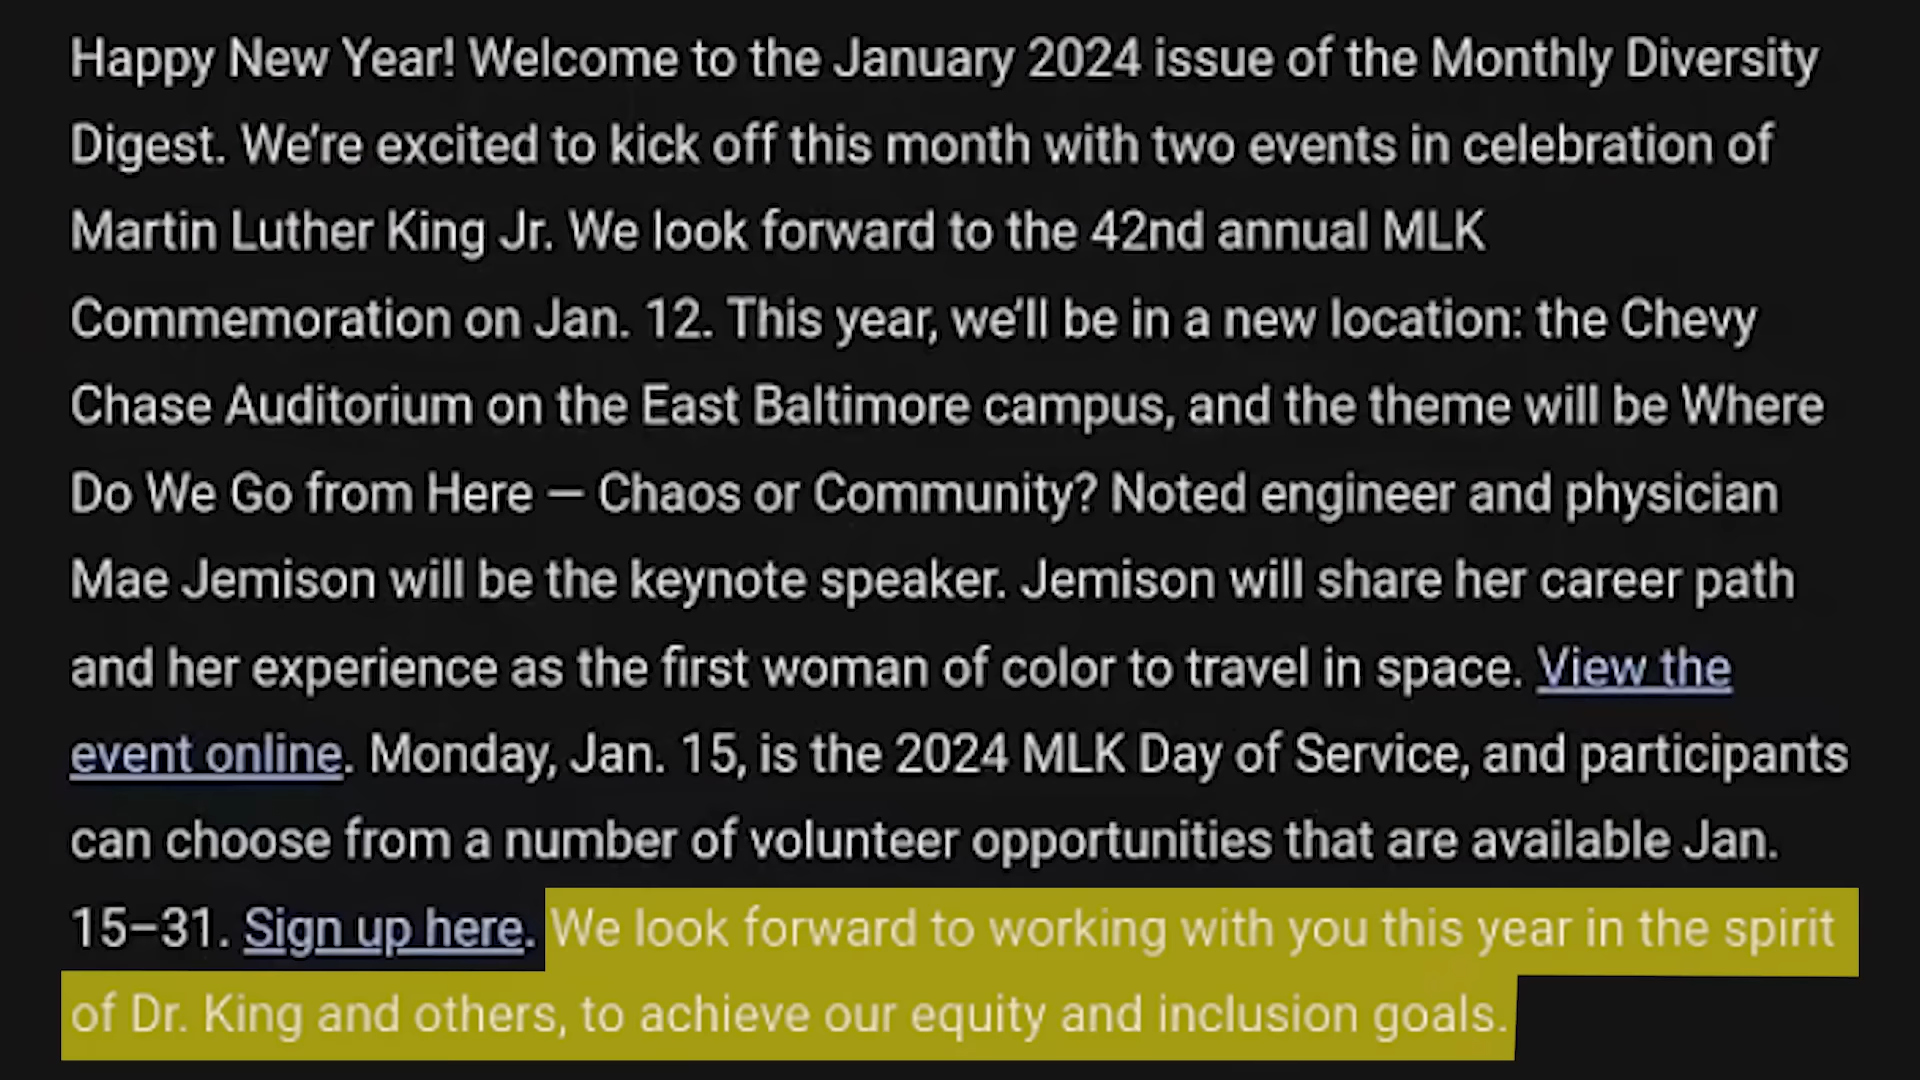 Happy New Year! Welcome to the January 2024 issue of the Monthly Diversity
Digest. We’re excited to kick off this month with two events in celebration of
Martin Luther King Jr. We look forward to the 42nd annual MLK
Commemoration on Jan. 12. This year, we’ll be in a new location: the Chevy
Chase Auditorium on the East Baltimore campus, and the theme will be Where
Do We Go from Here — Chaos or Community? Noted engineer and physician
Mae Jemison will be the keynote speaker. Jemison will share her career path
and her experience as the first woman of color to travel in space. View the
event online. Monday, Jan. 15, is the 2024 MLK Day of Service, and participants
can choose from a number of volunteer opportunities that are available Jan.
15–31. Sign up here. We look forward to working with you this year in the spirit
of Dr. King and others, to achieve our equity and inclusion goals.